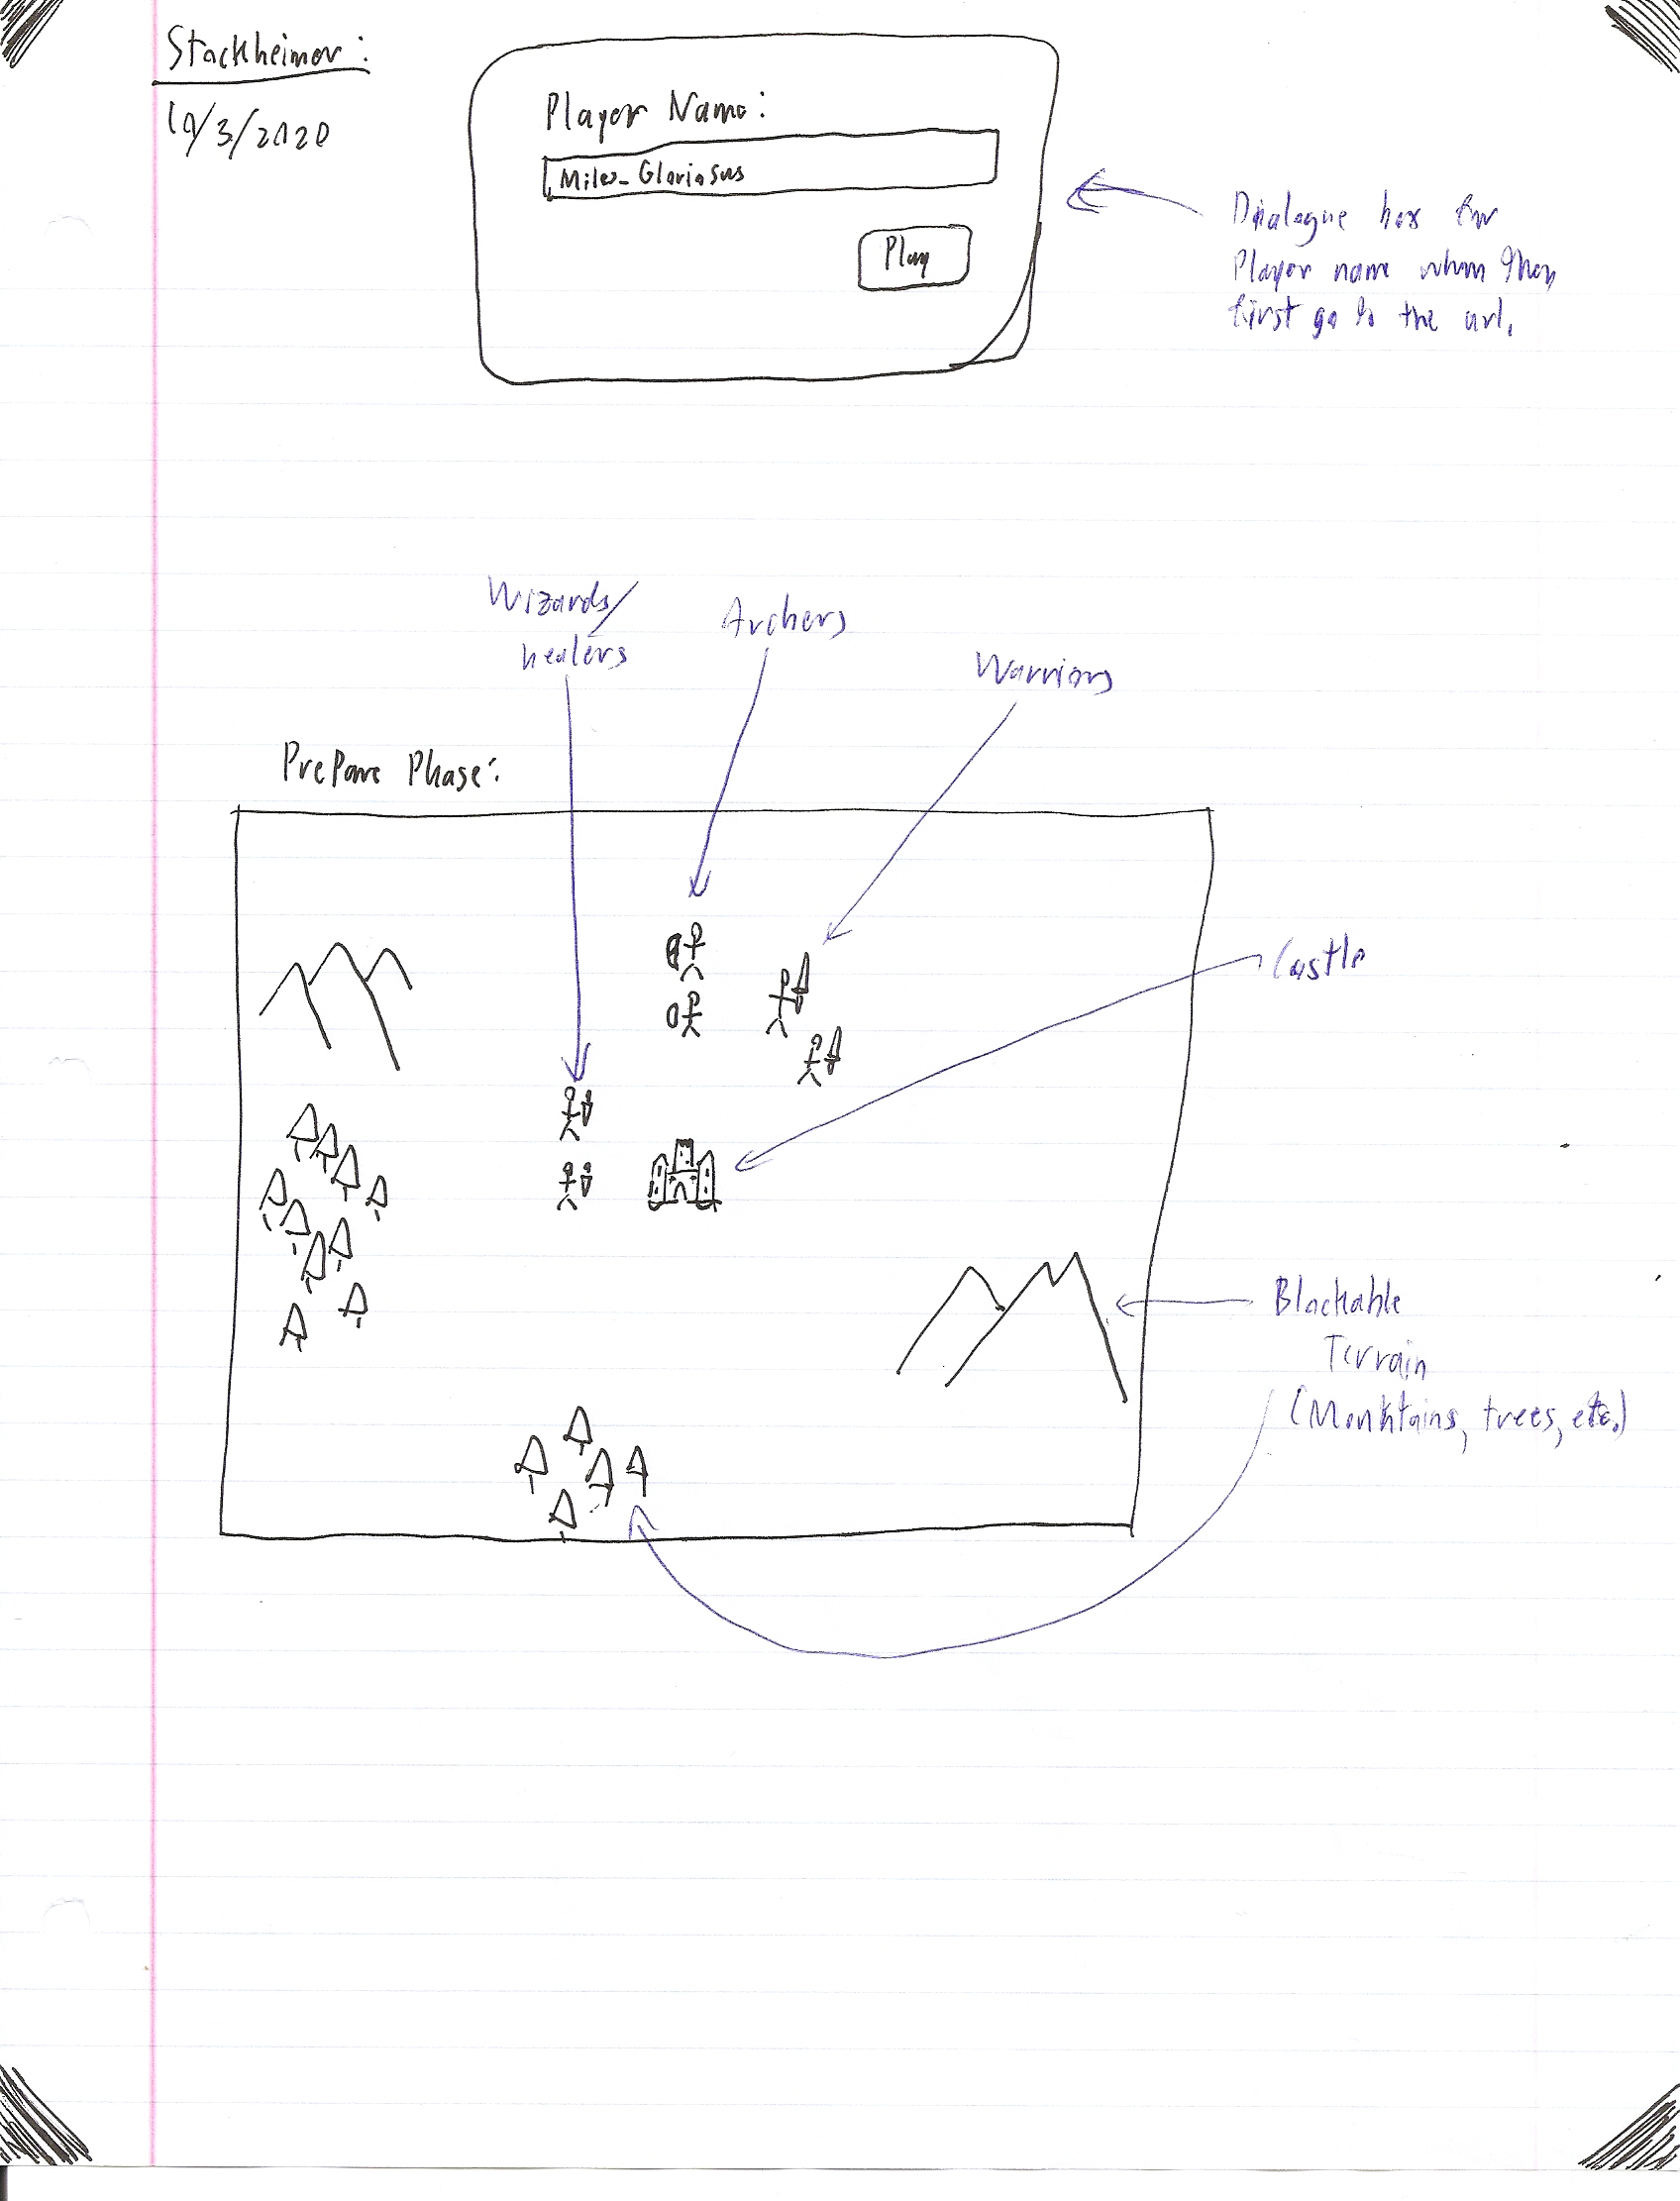 Stackheimer:
10/3/2020
Player Name:
Miles_Gloriosus
Play
Dialogue box for
Player name when they
first go to the url.
Wizards/
healers
Archers
Warriors
Prepare Phase:
Castle
Blockable
Terrain
(Mountains, trees, etc.)